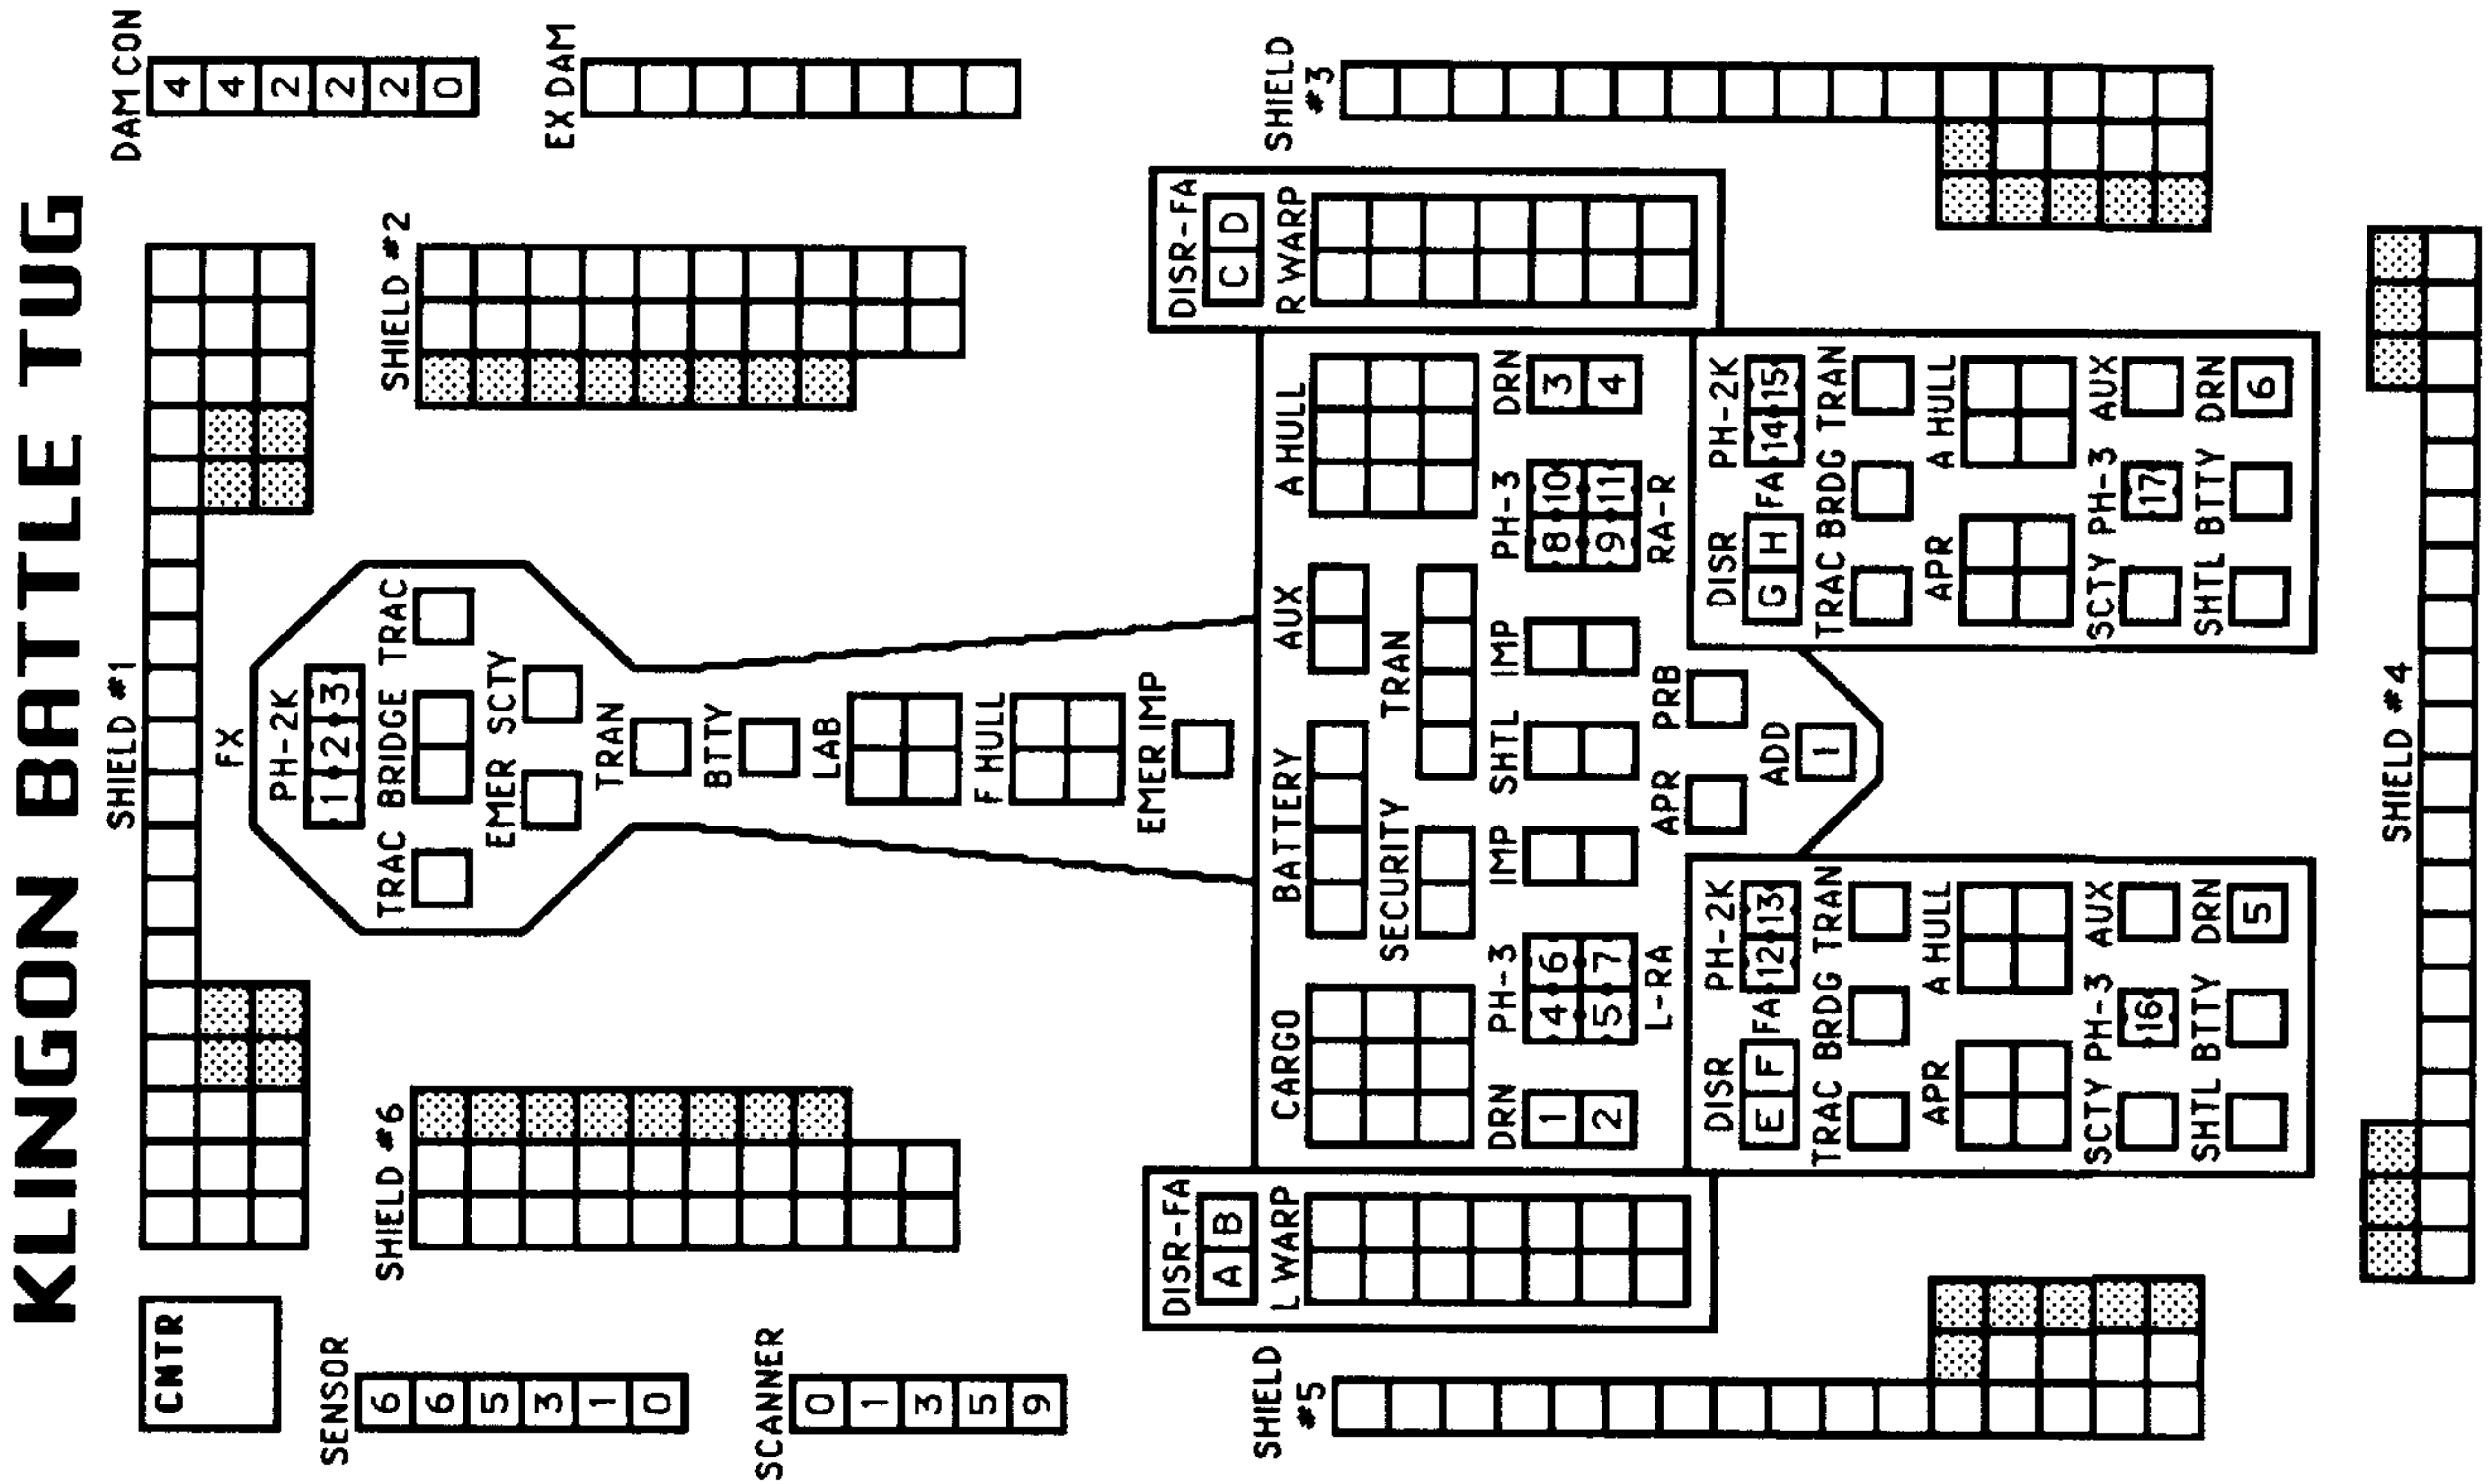 KLINGON BATTLE TUG
CNTR
SHIELD #1
DAM CON
4
4
2
2
2
0
SENSOR
6
6
5
3
1
0
SHIELD #6
FX
PH-2K
1 2 3
TRAC BRIDGE TRAC
EMER SCTY
SHIELD #2
EX DAM
TRAN
BTTY
LAB
F HULL
EMER IMP
SCANNER
0
1
3
5
9
DISR-FA
A B
L WARP
DISR-FA
C D
R WARP
SHIELD
#5
SHIELD
#3
CARGO BATTERY AUX A HULL
SECURITY TRAN
DRN PH-3 IMP SHTL IMP PH-3 DRN
1 4 6 8 10 3
2 5 7 9 11 4
L-RA RA-R
APR PRB
ADD
1
DISR PH-2K
E F FA 12 13
TRAC BRDG TRAN
APR A HULL
SCTY PH-3 AUX
16
SHTL BTTY DRN
5
DISR PH-2K
G H FA 14 15
TRAC BRDG TRAN
APR A HULL
SCTY PH-3 AUX
17
SHTL BTTY DRN
6
SHIELD #4